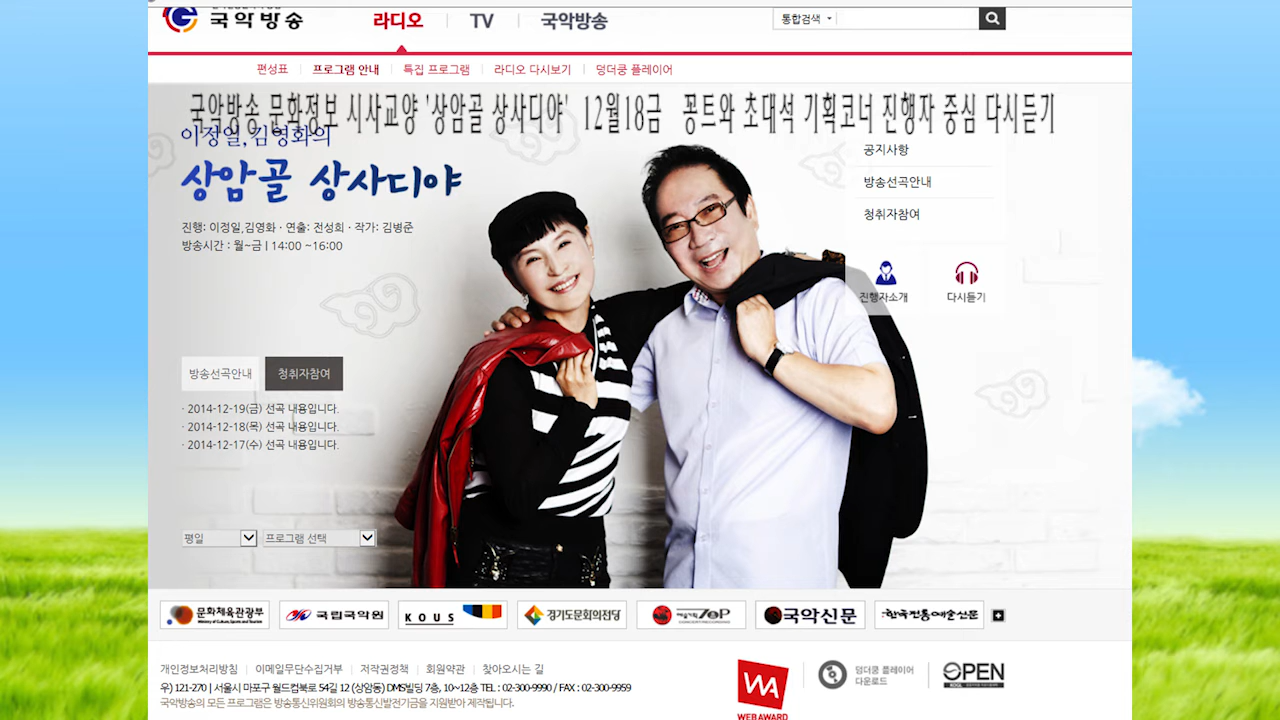 국악방송
라디오
TV
국악방송
통합검색
편성표
프로그램 안내
특집 프로그램
라디오 다시보기
덩더쿵 플레이어
국악방송 문화정보 시사교양 '상암골 상사디야' 12월18금 꽁트와 초대석 기획코너 진행자 중심 다시듣기
이정일,김영화의
상암골 상사디야
진행: 이정일,김영화 · 연출: 전성희 · 작가: 김병준
방송시간 : 월~금 | 14:00 ~16:00
공지사항
방송선곡안내
청취자참여
진행자소개
다시듣기
방송선곡안내
청취자참여
· 2014-12-19(금) 선곡 내용입니다.
· 2014-12-18(목) 선곡 내용입니다.
· 2014-12-17(수) 선곡 내용입니다.
평일
프로그램 선택
문화체육관광부
Ministry of Culture, Sports and Tourism
국립국악원
KOUS
경기도문화의전당
국악신문
한국전통예술신문
개인정보처리방침
이메일무단수집거부
저작권정책
회원약관
찾아오시는 길
우) 121-270 | 서울시 마포구 월드컵북로 54길 12 (상암동) DMS빌딩 7층, 10~12층 TEL : 02-300-9990 / FAX : 02-300-9959
국악방송의 모든 프로그램은 방송통신위원회의 방송통신발전기금을 지원받아 제작됩니다.
WA
WEB AWARD
덩더쿵 플레이어
다운로드
OPEN